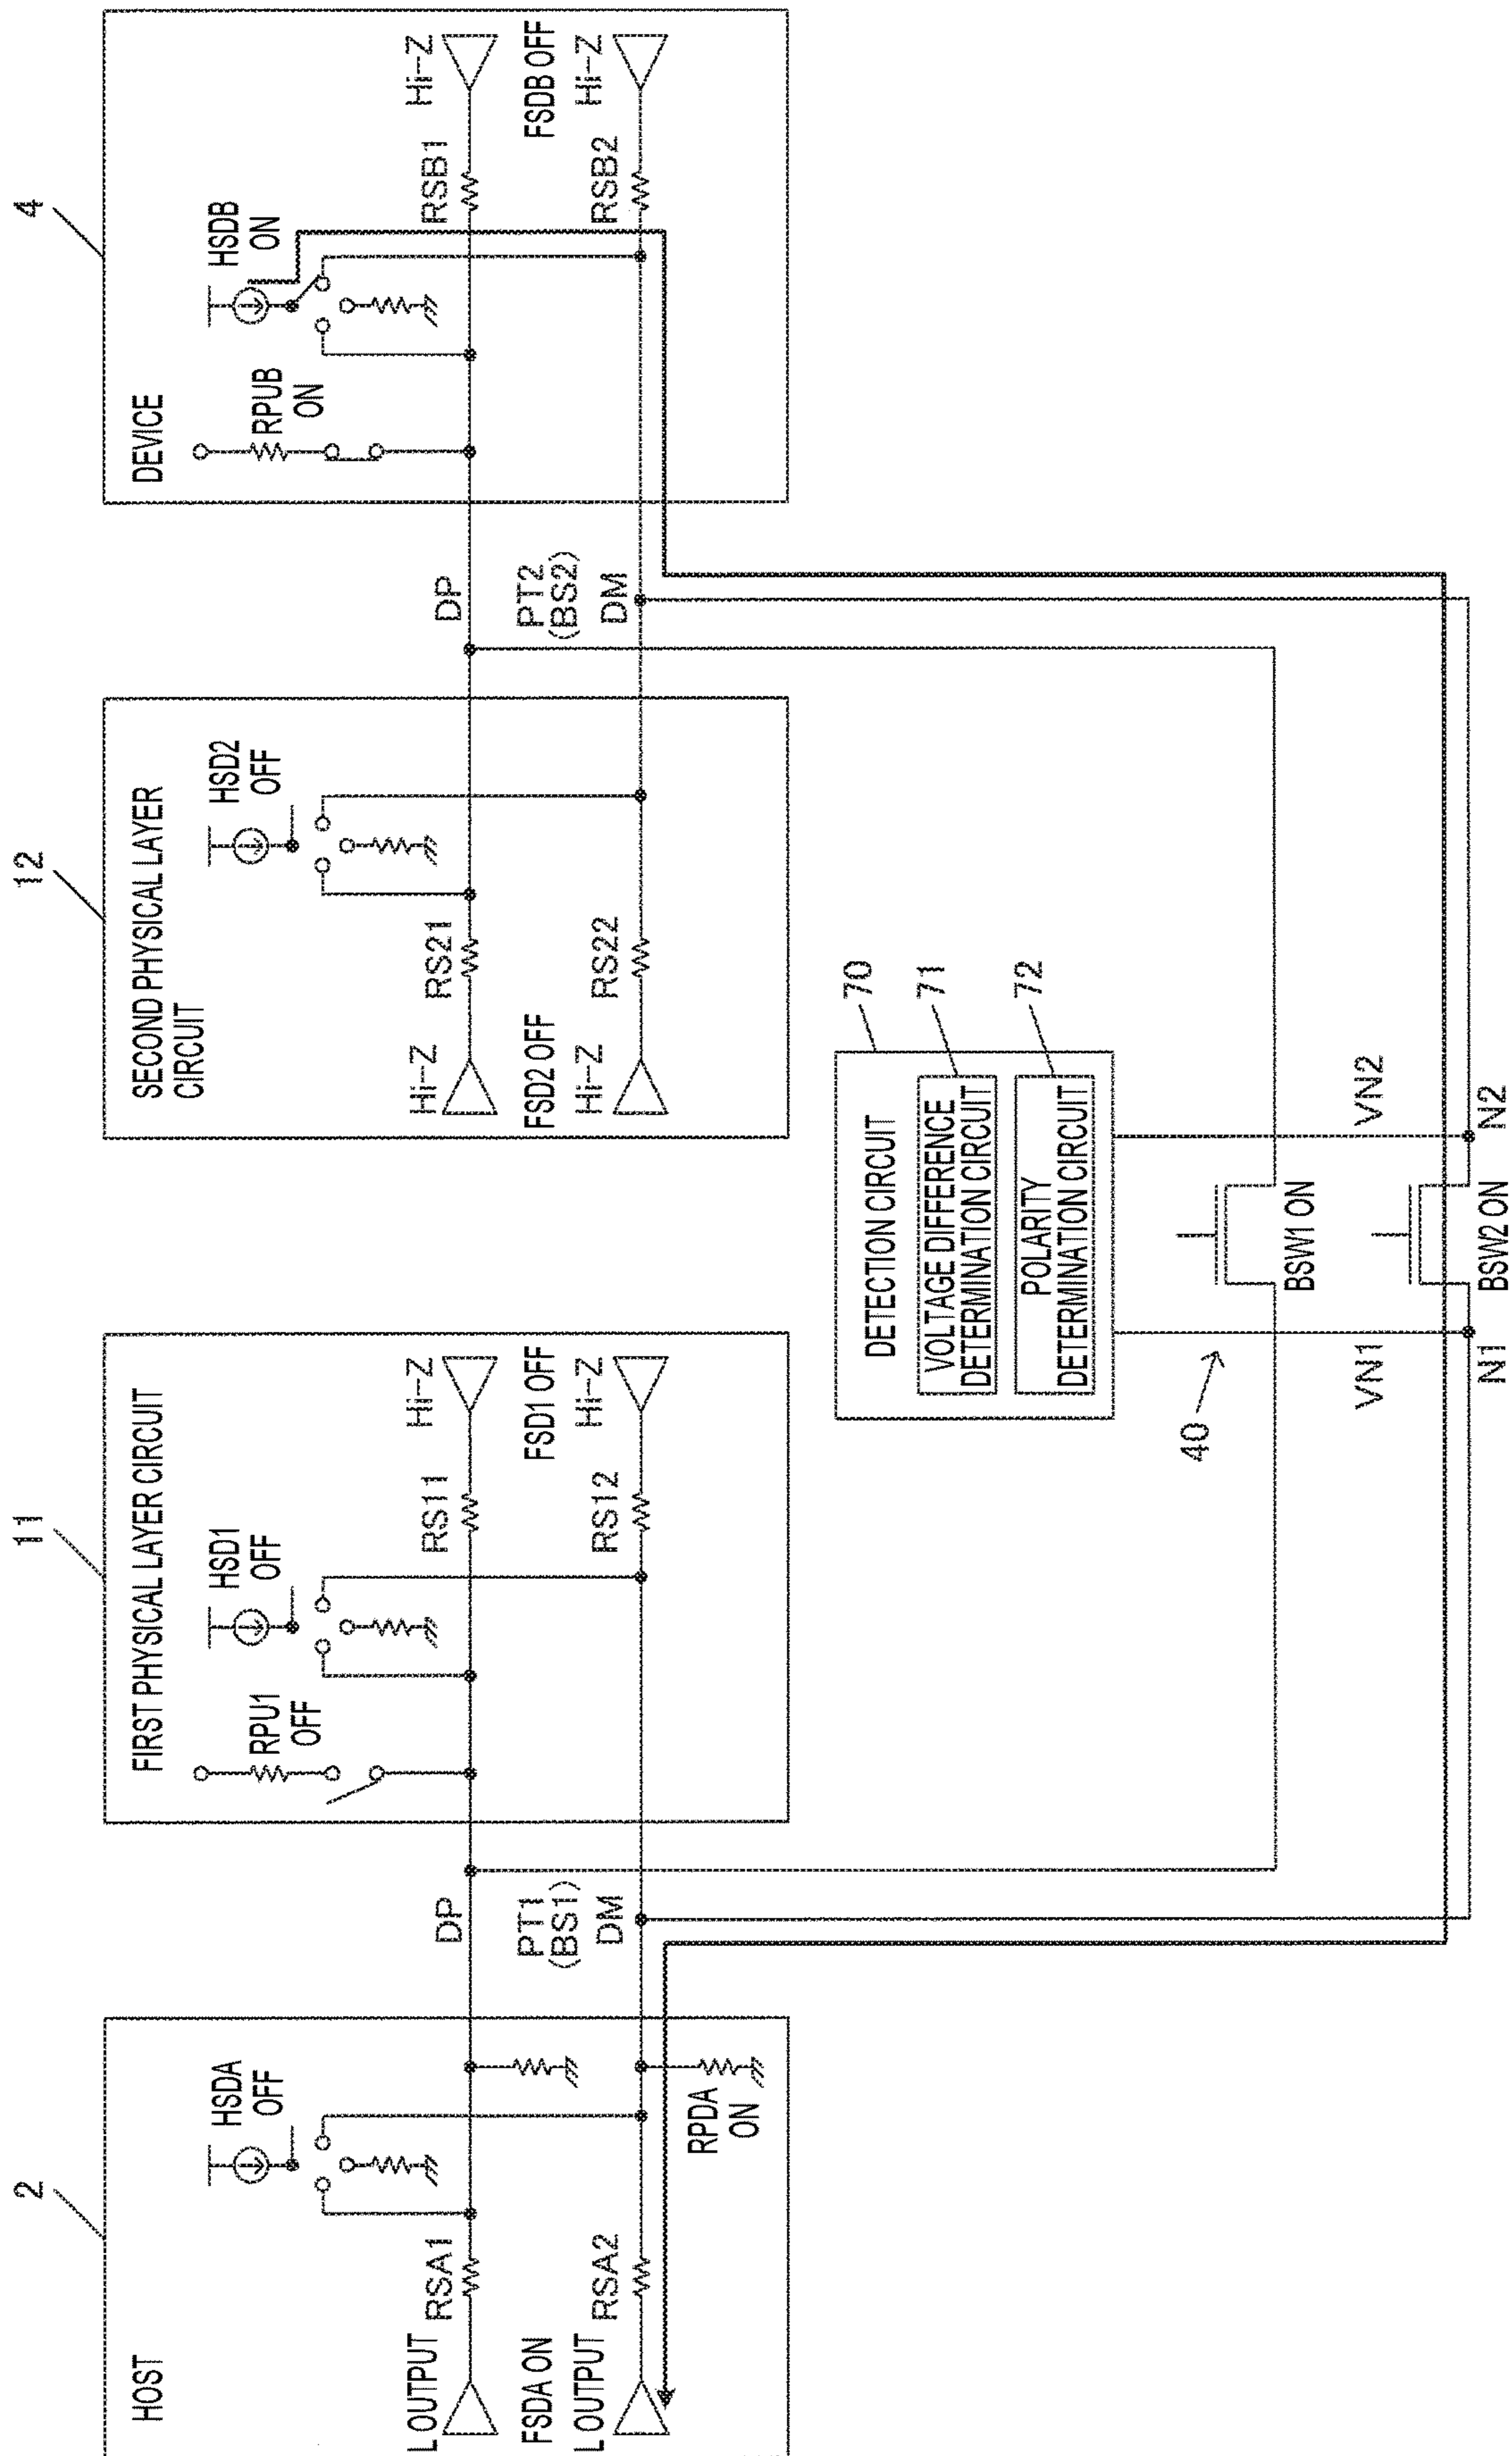 2
HOST
HSDA
OFF
L OUTPUT
RSA1
FSDA ON
L OUTPUT
RSA2
RPDA
ON
DP
PT1
(BS1)
DM
11
FIRST PHYSICAL LAYER CIRCUIT
RPU1
OFF
HSD1
OFF
RS11
Hi-Z
FSD1 OFF
RS12
Hi-Z
12
SECOND PHYSICAL LAYER
CIRCUIT
HSD2
OFF
Hi-Z
RS21
FSD2 OFF
Hi-Z
RS22
DP
PT2
(BS2)
DM
4
DEVICE
RPUB
ON
HSDB
ON
RSB1
Hi-Z
FSDB OFF
RSB2
Hi-Z
DETECTION CIRCUIT
70
VOLTAGE DIFFERENCE
DETERMINATION CIRCUIT
71
POLARITY
DETERMINATION CIRCUIT
72
40
BSW1 ON
VN1
VN2
N1
BSW2 ON
N2